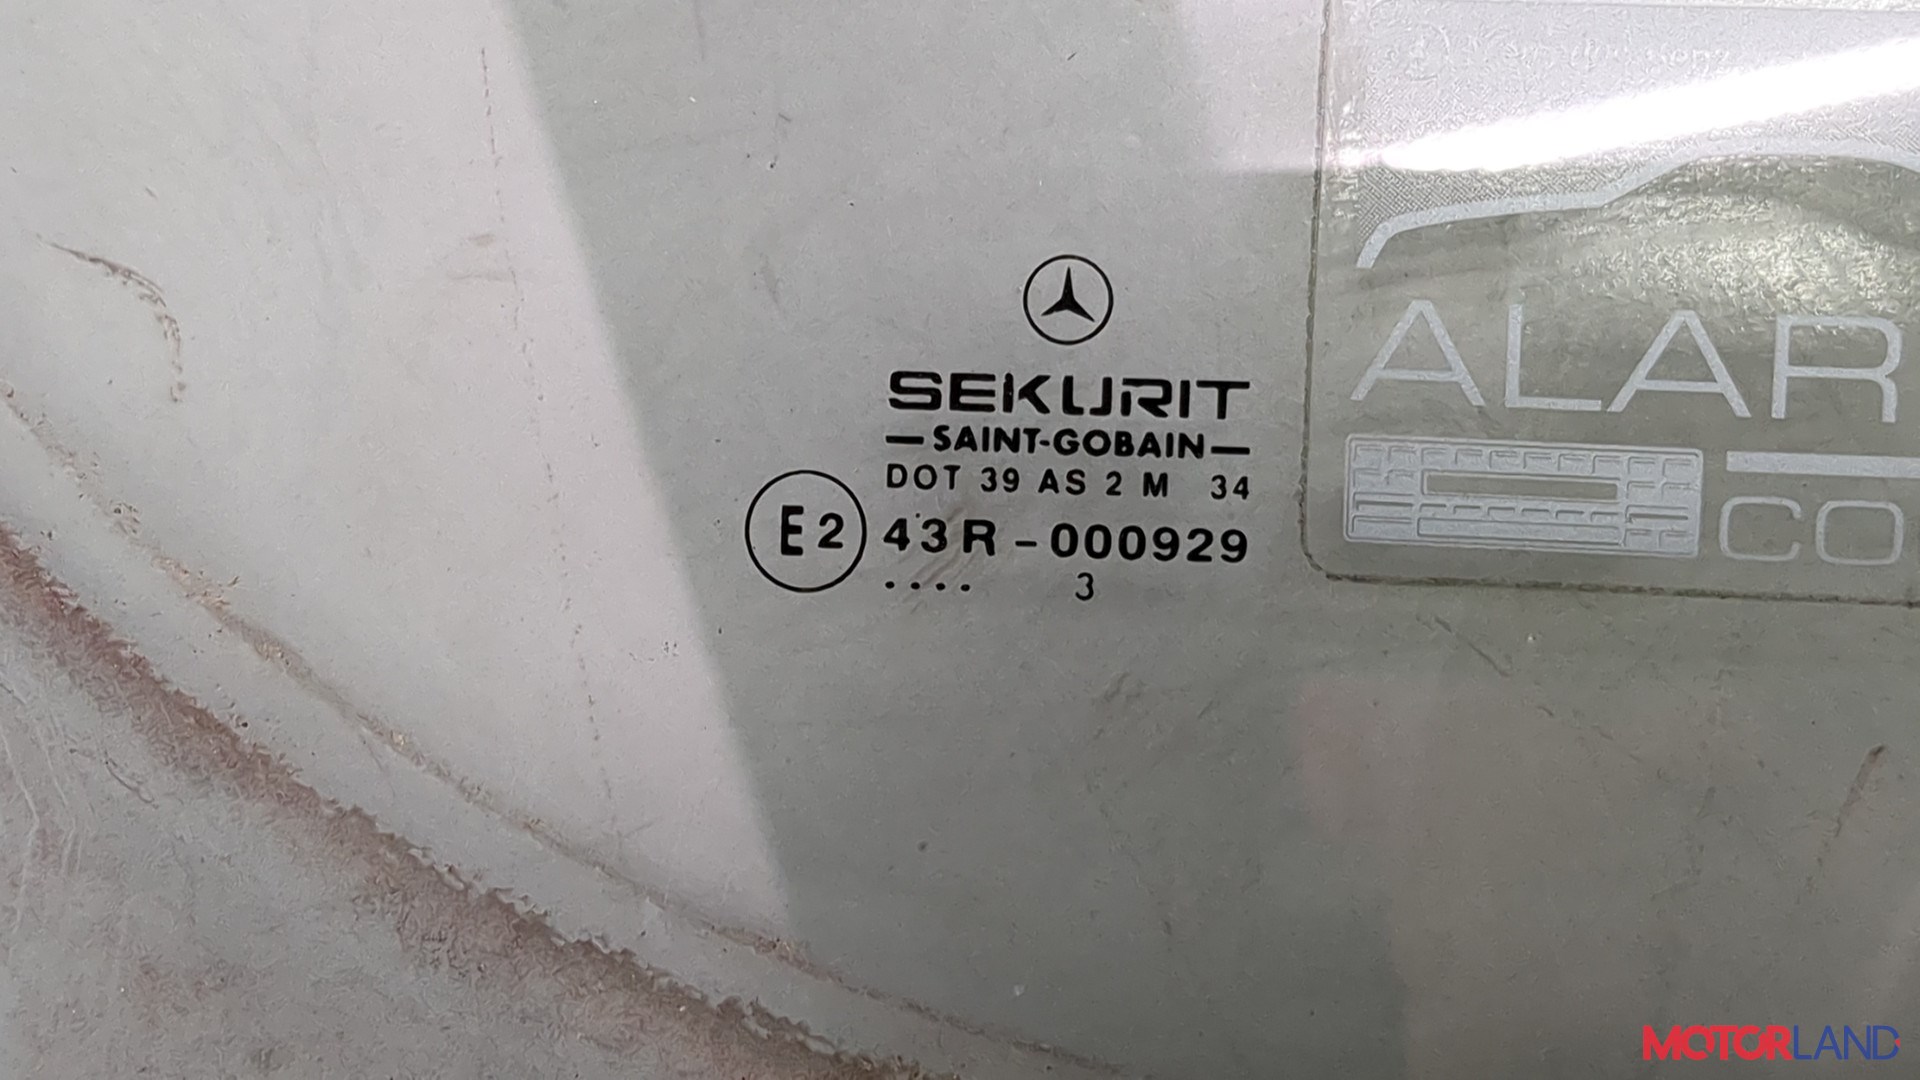 SEKURIT
—SAINT-GOBAIN—
DOT 39 AS 2 M 34
E2 43R-000929
.... 3
ALAR
CO
MOTORLAND